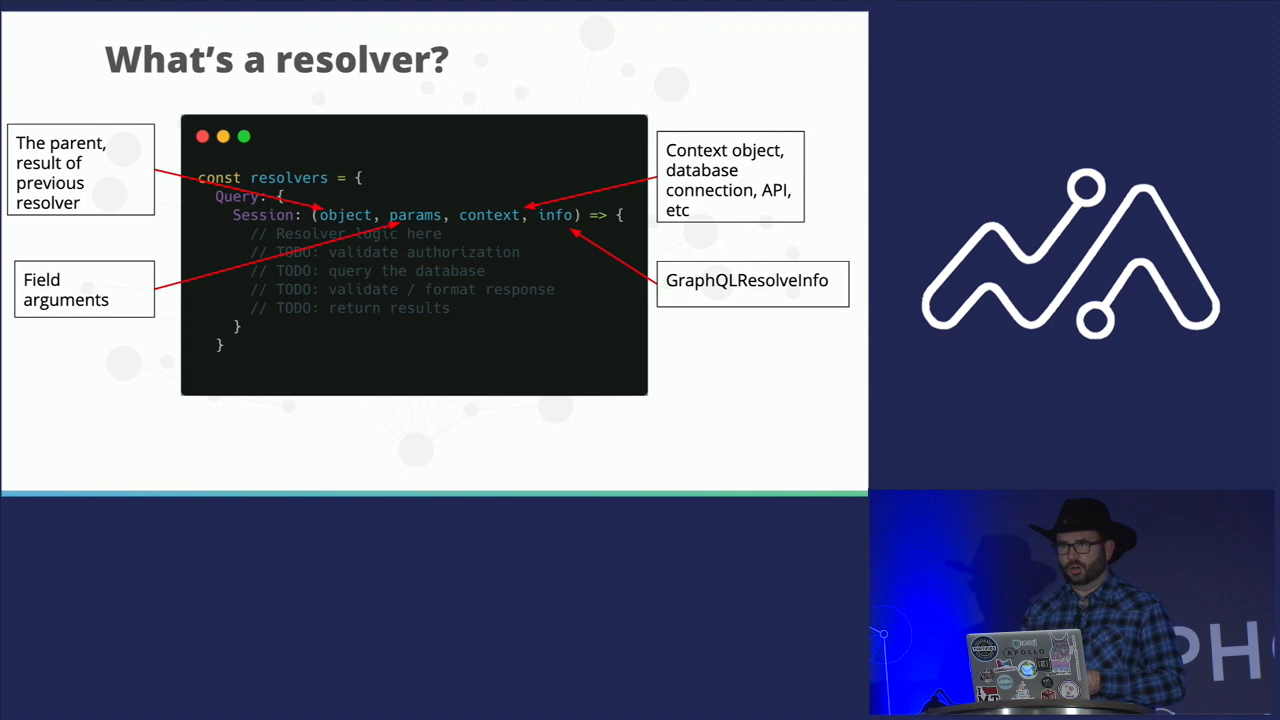 What's a resolver?
The parent,
result of
previous
resolver
Field
arguments
const resolvers = {
Query: {
Session: (object, params, context, info) => {
// Resolver logic here
// TODO: validate authorization
// TODO: query the database
// TODO: validate / format response
// TODO: return results
}
}
Context object,
database
connection, API,
etc
GraphQLResolveInfo
PHO
APOLLO